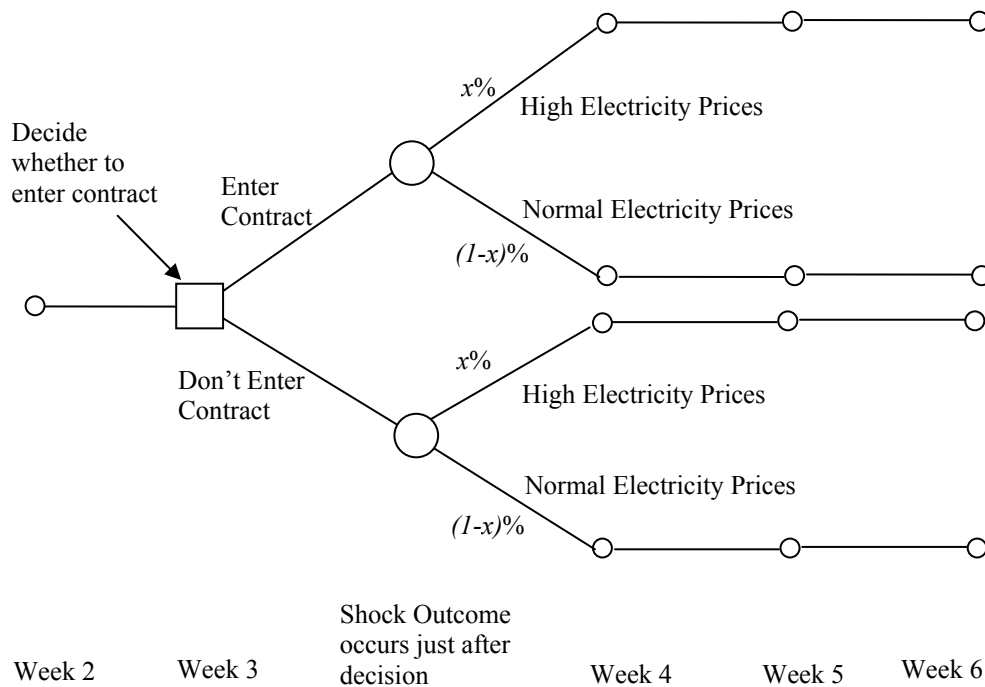 x%
High Electricity Prices
Decide
whether to
enter contract
Enter
Contract
Normal Electricity Prices
(1-x)%
x%
Don’t Enter
Contract
High Electricity Prices
Normal Electricity Prices
(1-x)%
Shock Outcome
occurs just after
decision
Week 2
Week 3
Week 4
Week 5
Week 6